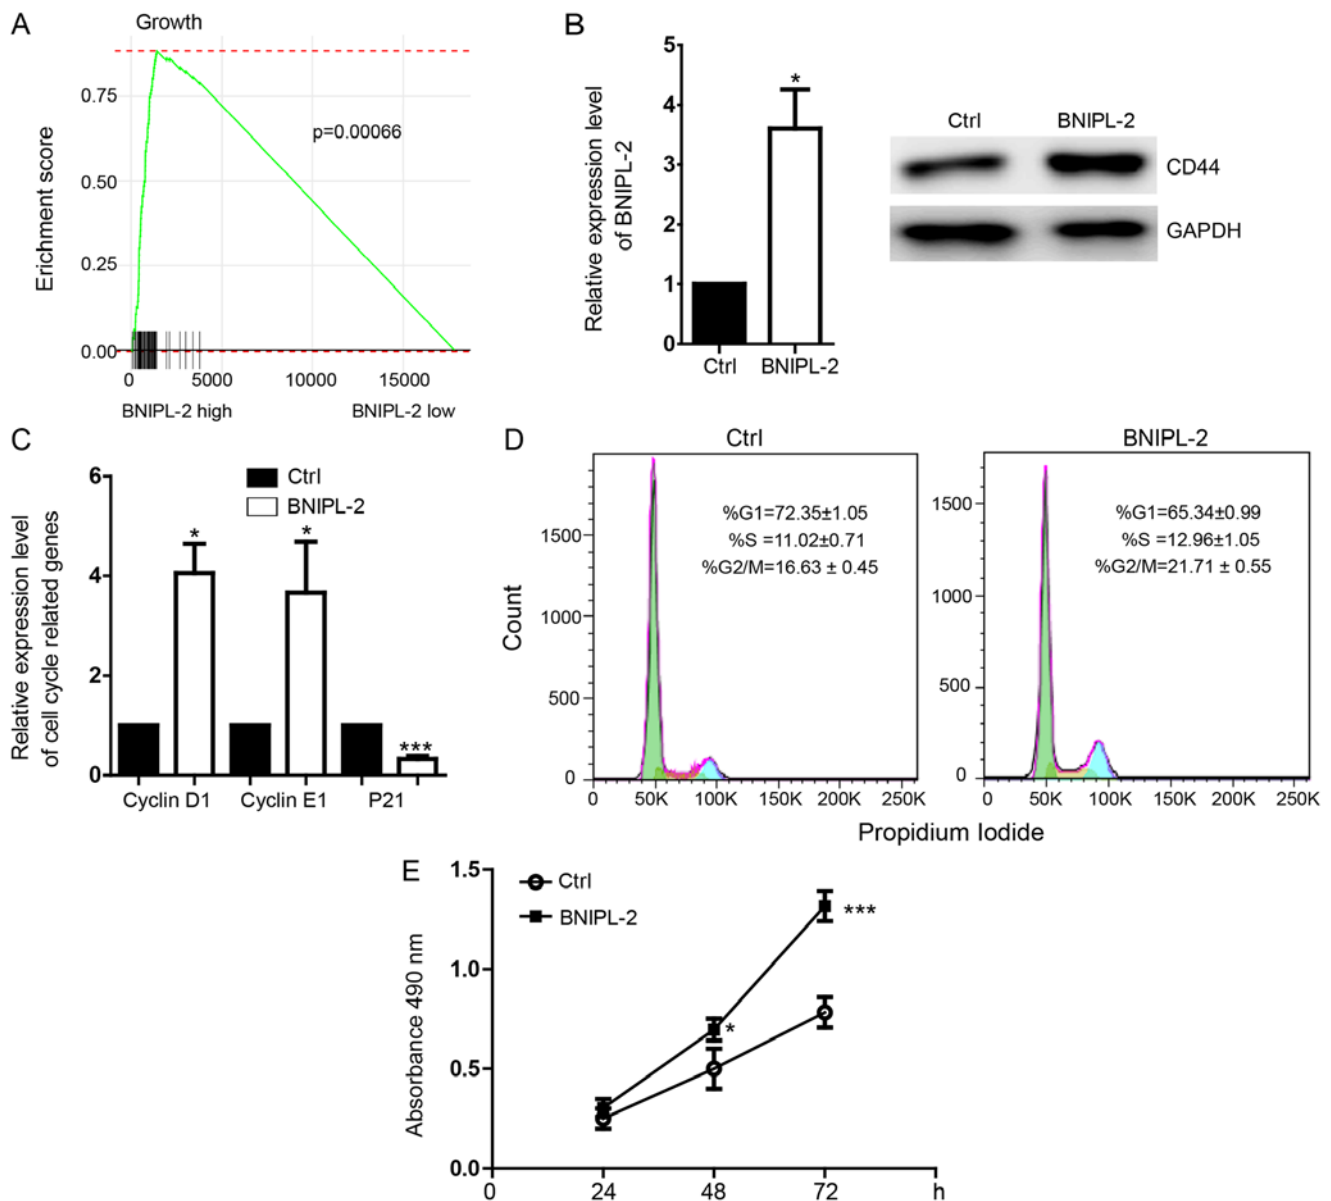 A
Growth
Enrichment score
0.75
0.50
0.25
0.00
p=0.00066
0 5000 10000 15000
BNIPL-2 high BNIPL-2 low
B
Relative expression level
of BNIPL-2
5
4
3
2
1
0
*
Ctrl BNIPL-2
Ctrl BNIPL-2
CD44
GAPDH
C
Relative expression level
of cell cycle related genes
6
4
2
0
Ctrl
BNIPL-2
* * ***
Cyclin D1 Cyclin E1 P21
D
Ctrl
Count
1500
1000
500
0
%G1=72.35±1.05
%S =11.02±0.71
%G2/M=16.63 ± 0.45
0 50K 100K 150K 200K 250K
BNIPL-2
1500
1000
500
0
%G1=65.34±0.99
%S =12.96±1.05
%G2/M=21.71 ± 0.55
0 50K 100K 150K 200K 250K
Propidium Iodide
E
Absorbance 490 nm
1.5
1.0
0.5
0.0
Ctrl
BNIPL-2
*
***
0 24 48 72 h